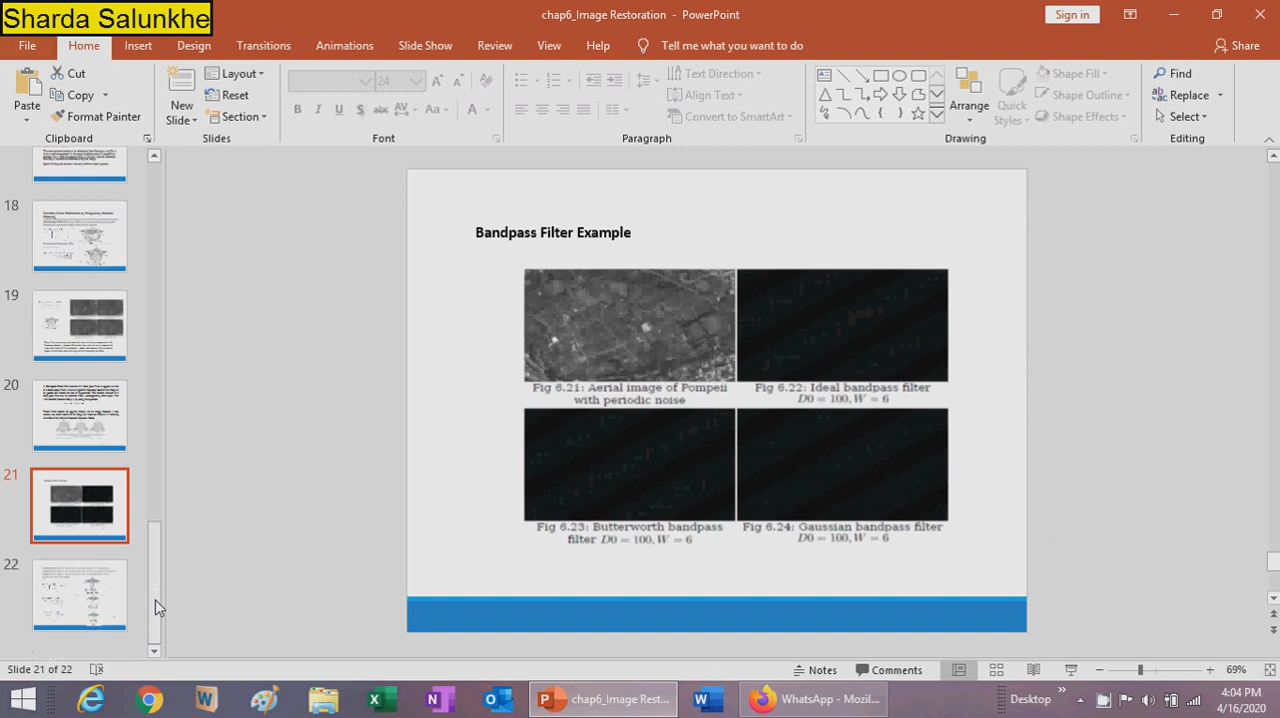 Sharda Salunkhe
chap6_Image Restoration - PowerPoint
Sign in
File Home Insert Design Transitions Animations Slide Show Review View Help Tell me what you want to do Share
Paste
Cut
Copy
Format Painter
Clipboard
New
Slide
Layout
Reset
Section
Slides
24
B I U S abc AV Aa A
Font
Text Direction
Align Text
Convert to SmartArt
Paragraph
Arrange
Quick
Styles
Shape Fill
Shape Outline
Shape Effects
Drawing
Find
Replace
Select
Editing
18
19
20
21
22
Bandpass Filter Example
Fig 6.21: Aerial image of Pompeii
with periodic noise
Fig 6.22: Ideal bandpass filter
D0 = 100, W = 6
Fig 6.23: Butterworth bandpass
filter D0 = 100, W = 6
Fig 6.24: Gaussian bandpass filter
D0 = 100, W = 6
Slide 21 of 22
Notes
Comments
69%
chap6_Image Rest...
WhatsApp - Mozil...
Desktop
4:04 PM
4/16/2020